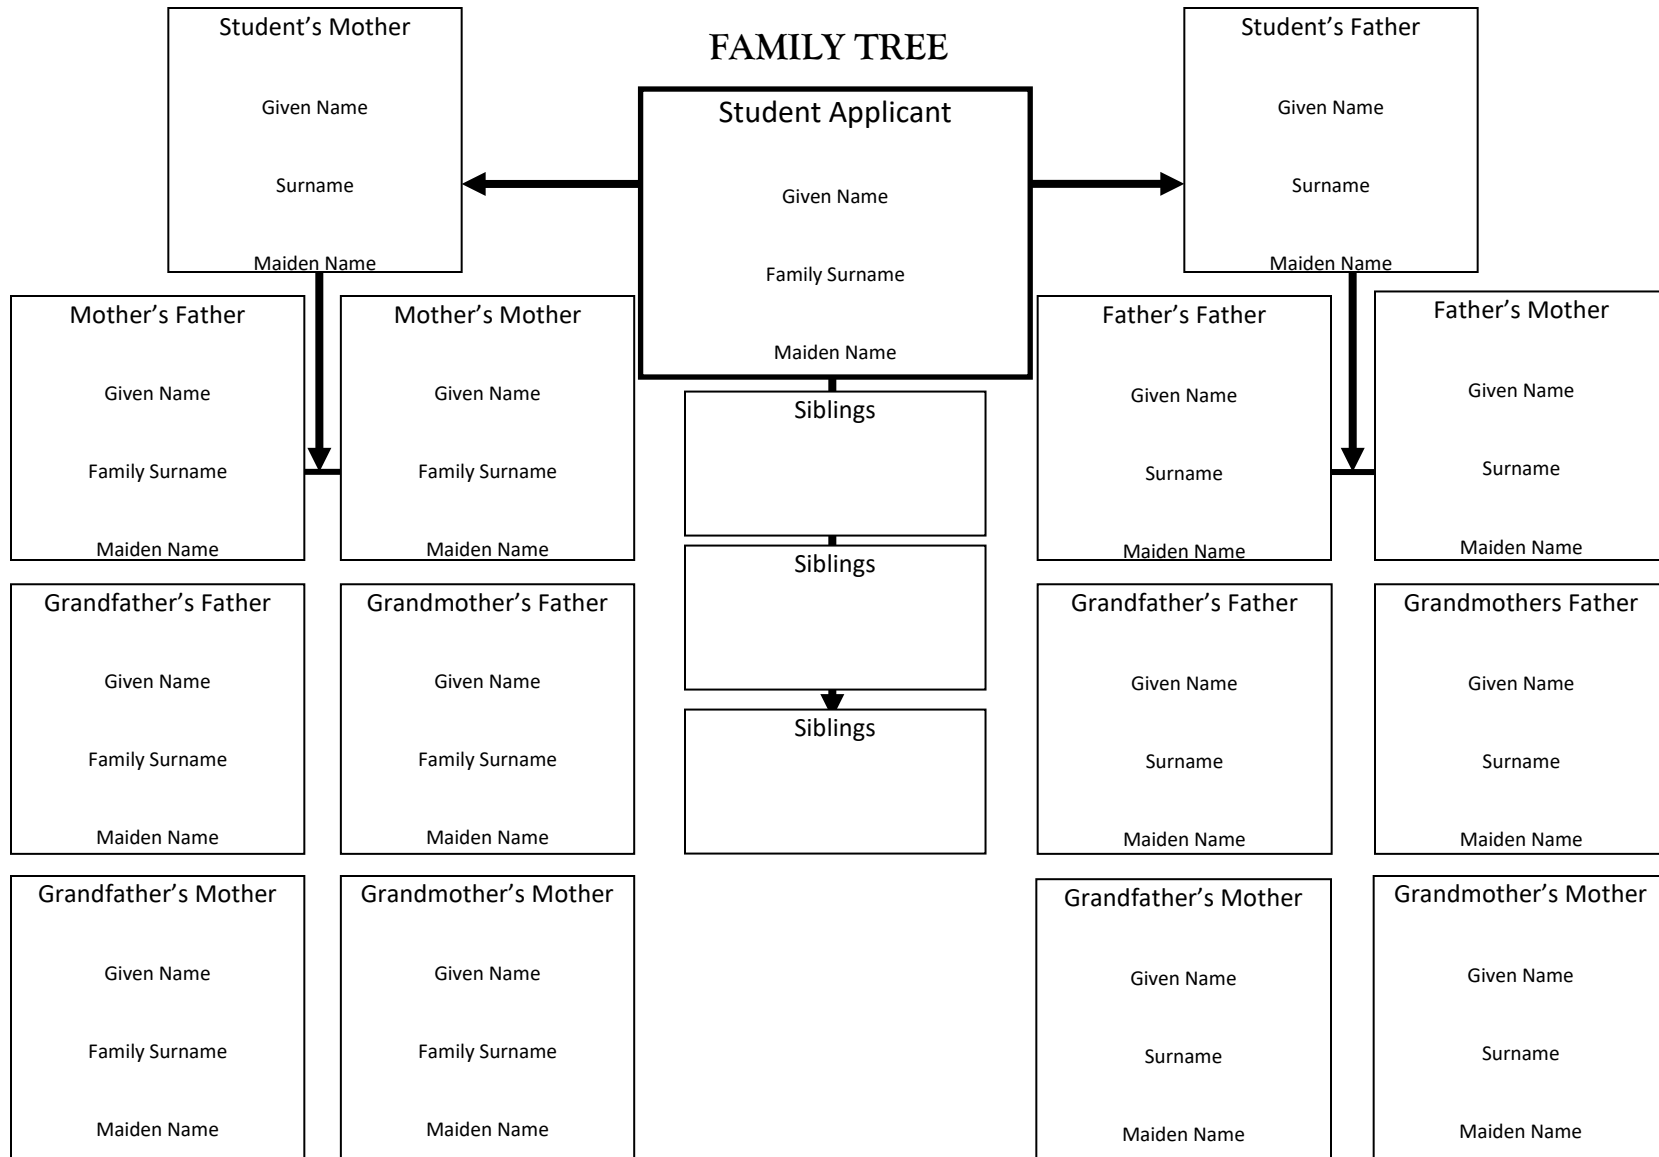 FAMILY TREE
Student's Mother
Given Name
Surname
Maiden Name
Student Applicant
Given Name
Family Surname
Maiden Name
Student's Father
Given Name
Surname
Maiden Name
Mother's Father
Given Name
Family Surname
Maiden Name
Mother's Mother
Given Name
Family Surname
Maiden Name
Siblings
Siblings
Siblings
Father's Father
Given Name
Surname
Maiden Name
Father's Mother
Given Name
Surname
Maiden Name
Grandfather's Father
Given Name
Family Surname
Maiden Name
Grandmother's Father
Given Name
Family Surname
Maiden Name
Grandfather's Father
Given Name
Surname
Maiden Name
Grandmothers Father
Given Name
Surname
Maiden Name
Grandfather's Mother
Given Name
Family Surname
Maiden Name
Grandmother's Mother
Given Name
Family Surname
Maiden Name
Grandfather's Mother
Given Name
Surname
Maiden Name
Grandmother's Mother
Given Name
Surname
Maiden Name